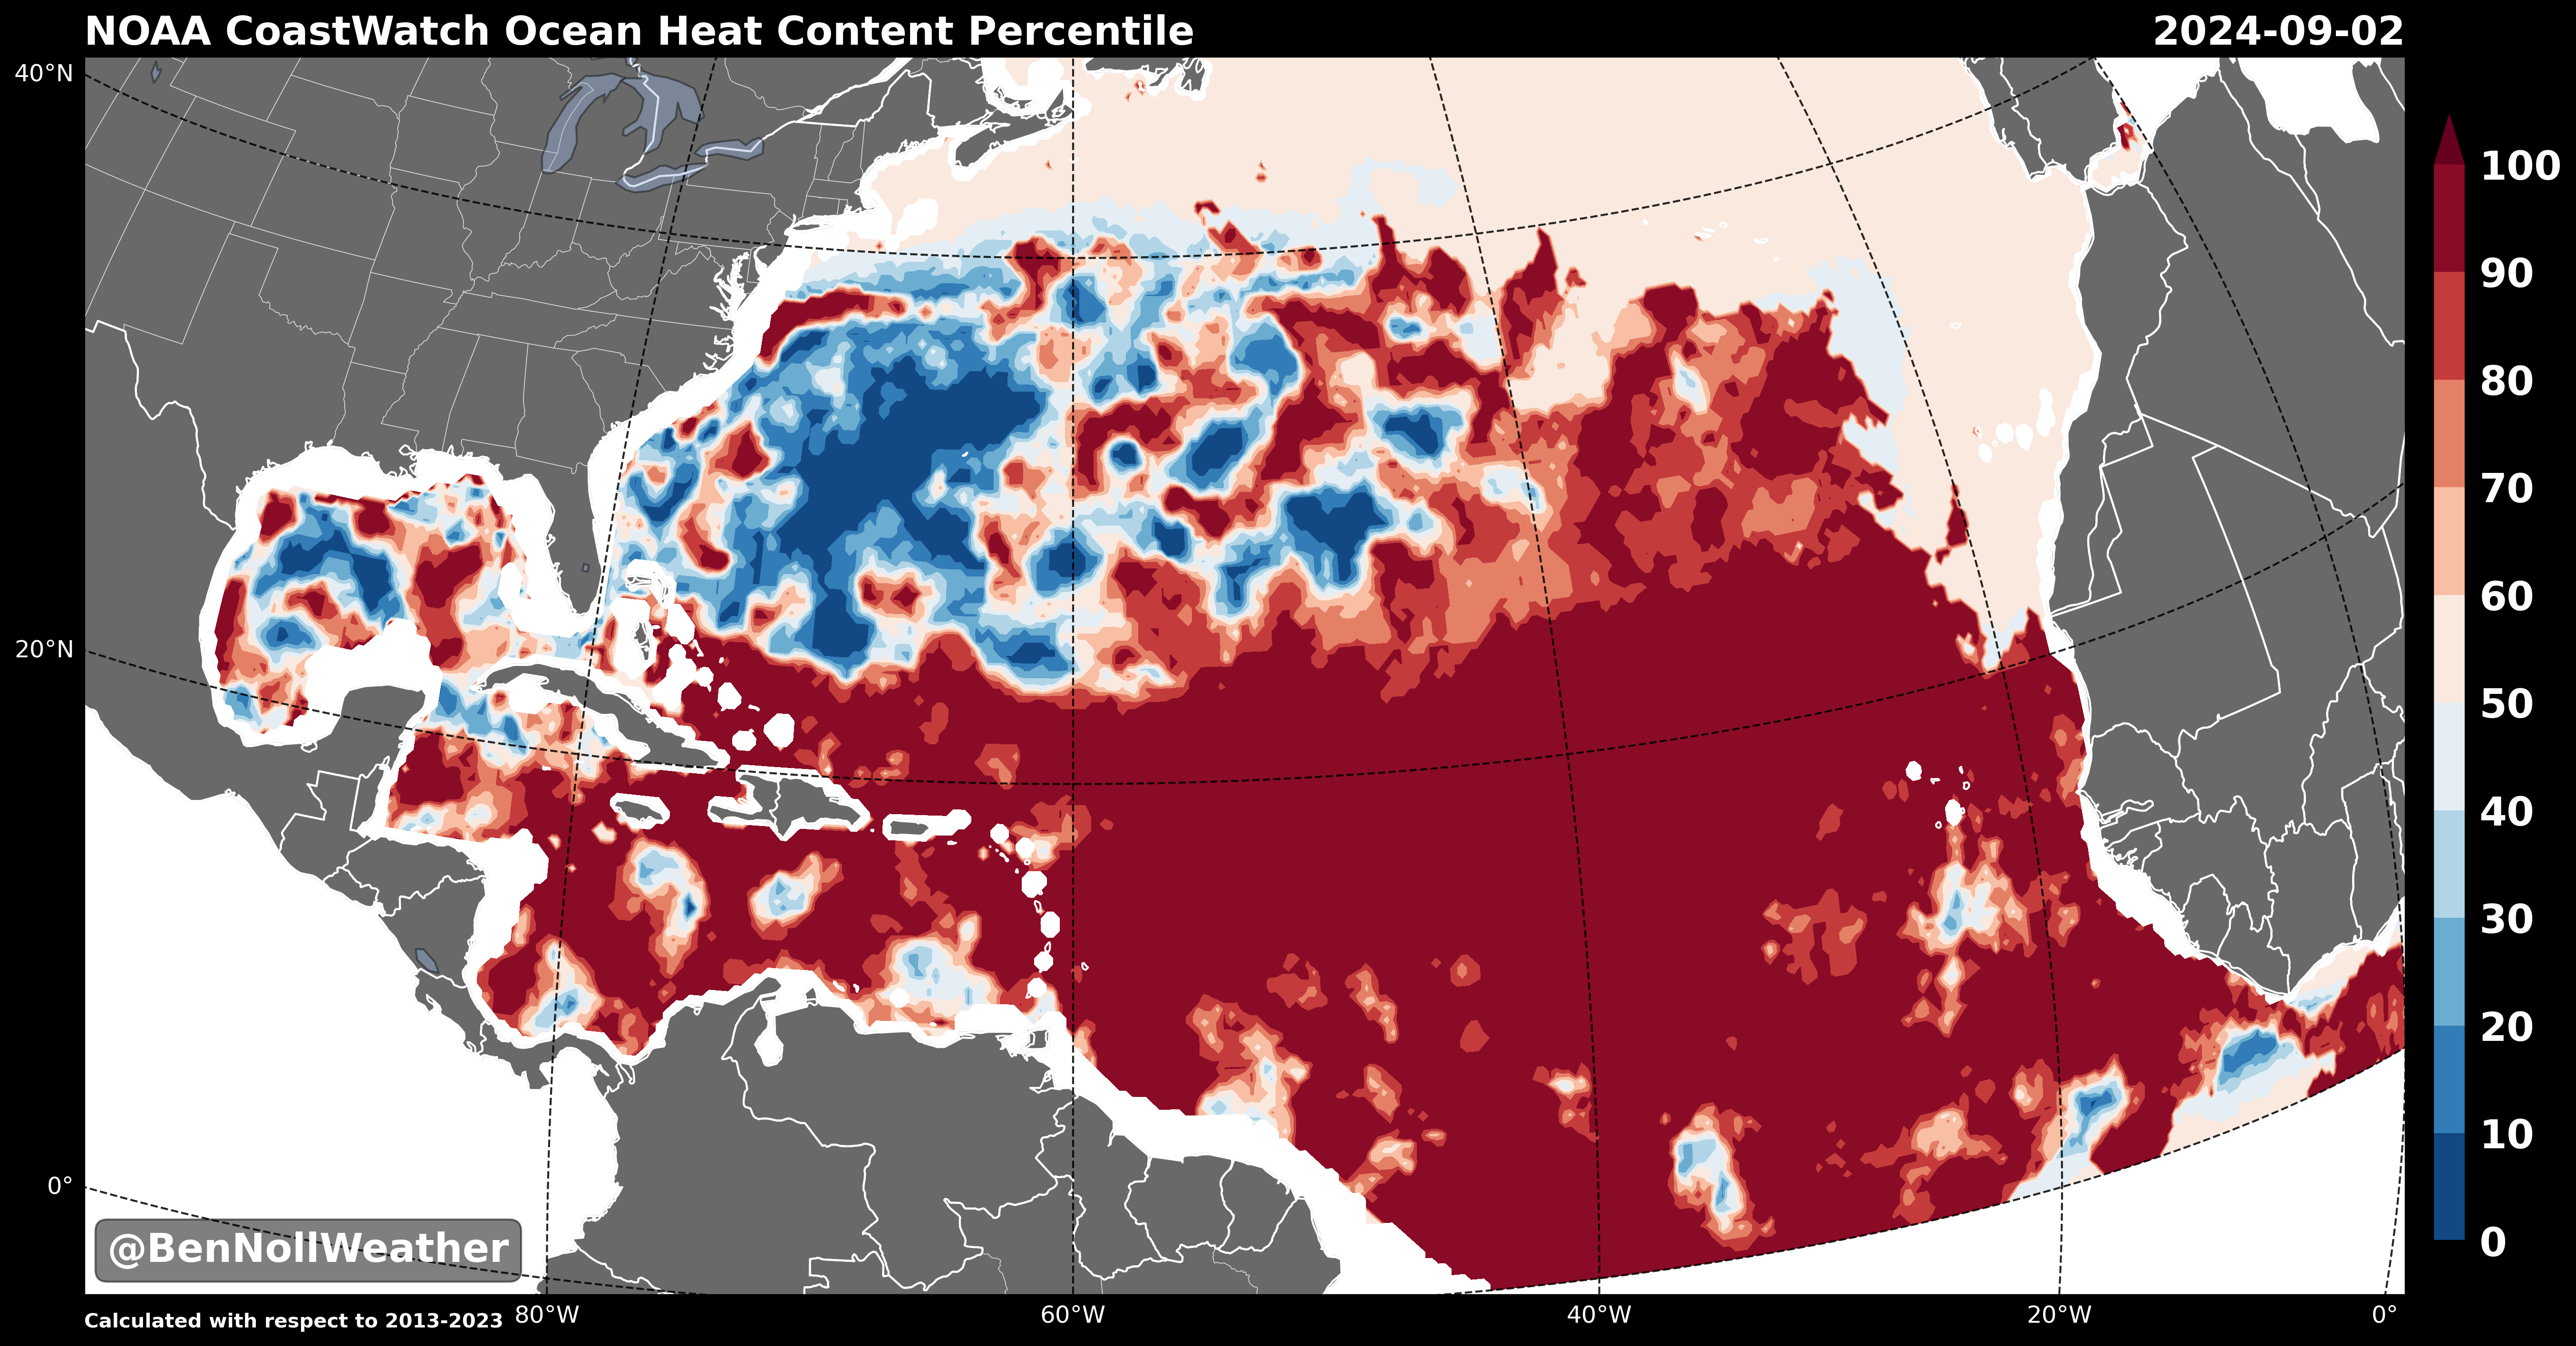 NOAA CoastWatch Ocean Heat Content Percentile
2024-09-02
40°N
20°N
0°
100
90
80
70
60
50
40
30
20
10
0
@BenNollWeather
Calculated with respect to 2013-2023
80°W
60°W
40°W
20°W
0°